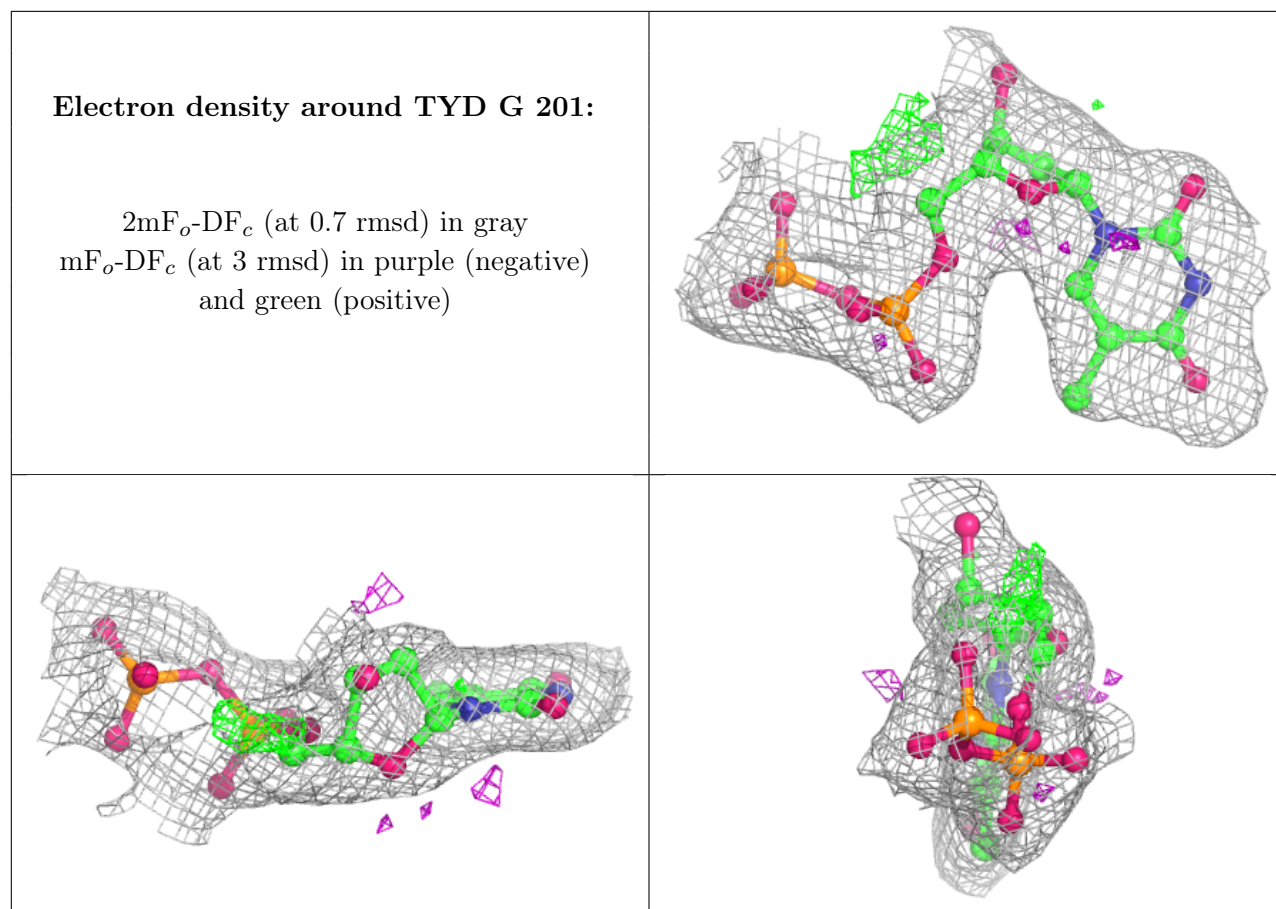 Electron density around TYD G 201:
2mFo-DFc (at 0.7 rmsd) in gray
mFo-DFc (at 3 rmsd) in purple (negative)
and green (positive)